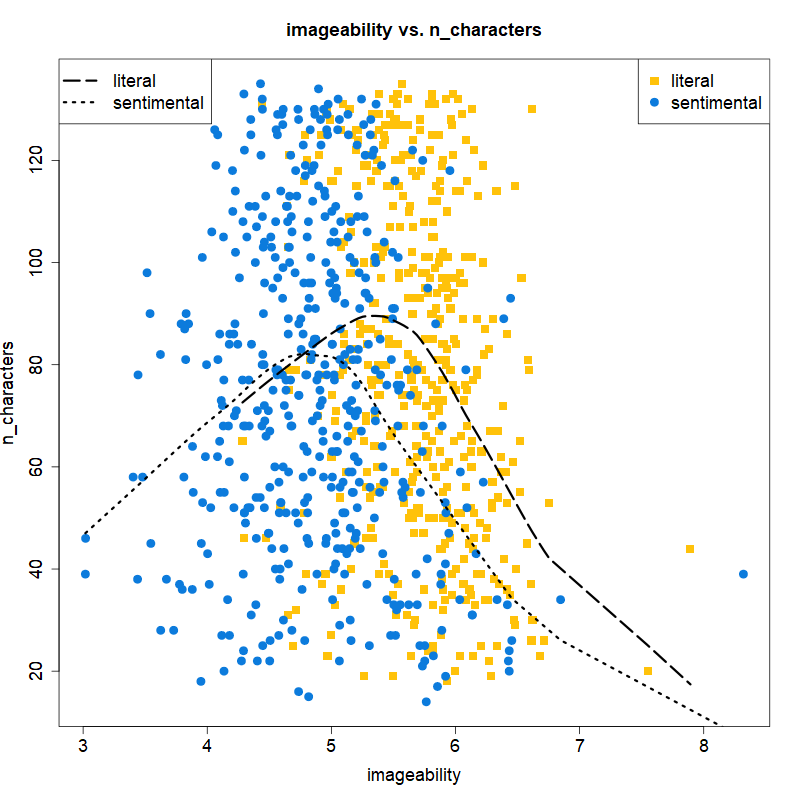 imageability vs. n_characters
literal
sentimental
literal
sentimental
120
100
80
60
40
20
n_characters
3 4 5 6 7 8
imageability